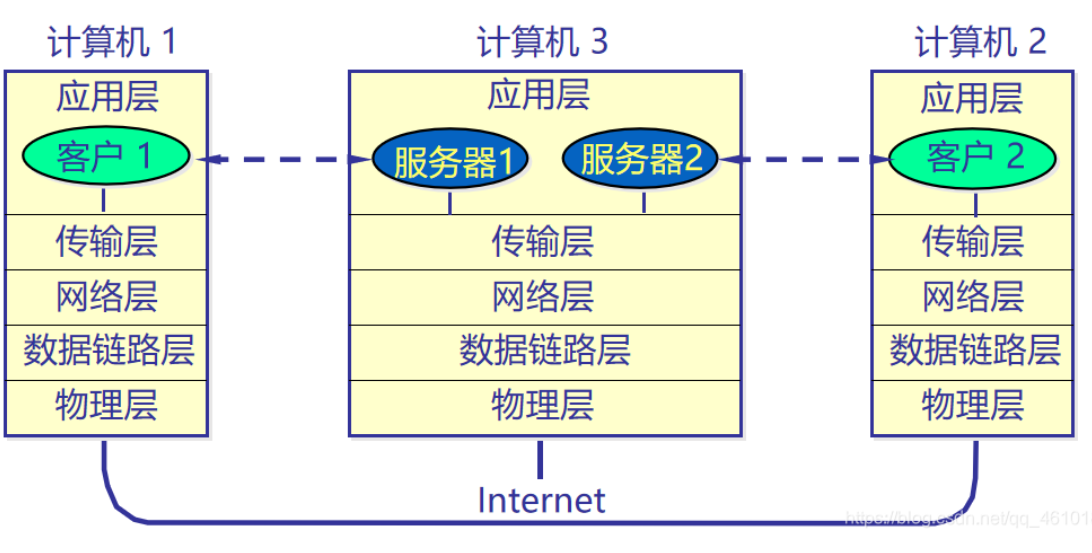 计算机 1
应用层
客户 1
传输层
网络层
数据链路层
物理层
计算机 3
应用层
服务器1
服务器2
传输层
网络层
数据链路层
物理层
Internet
计算机 2
应用层
客户 2
传输层
网络层
数据链路层
物理层
https://blog.csdn.net/qq_46101